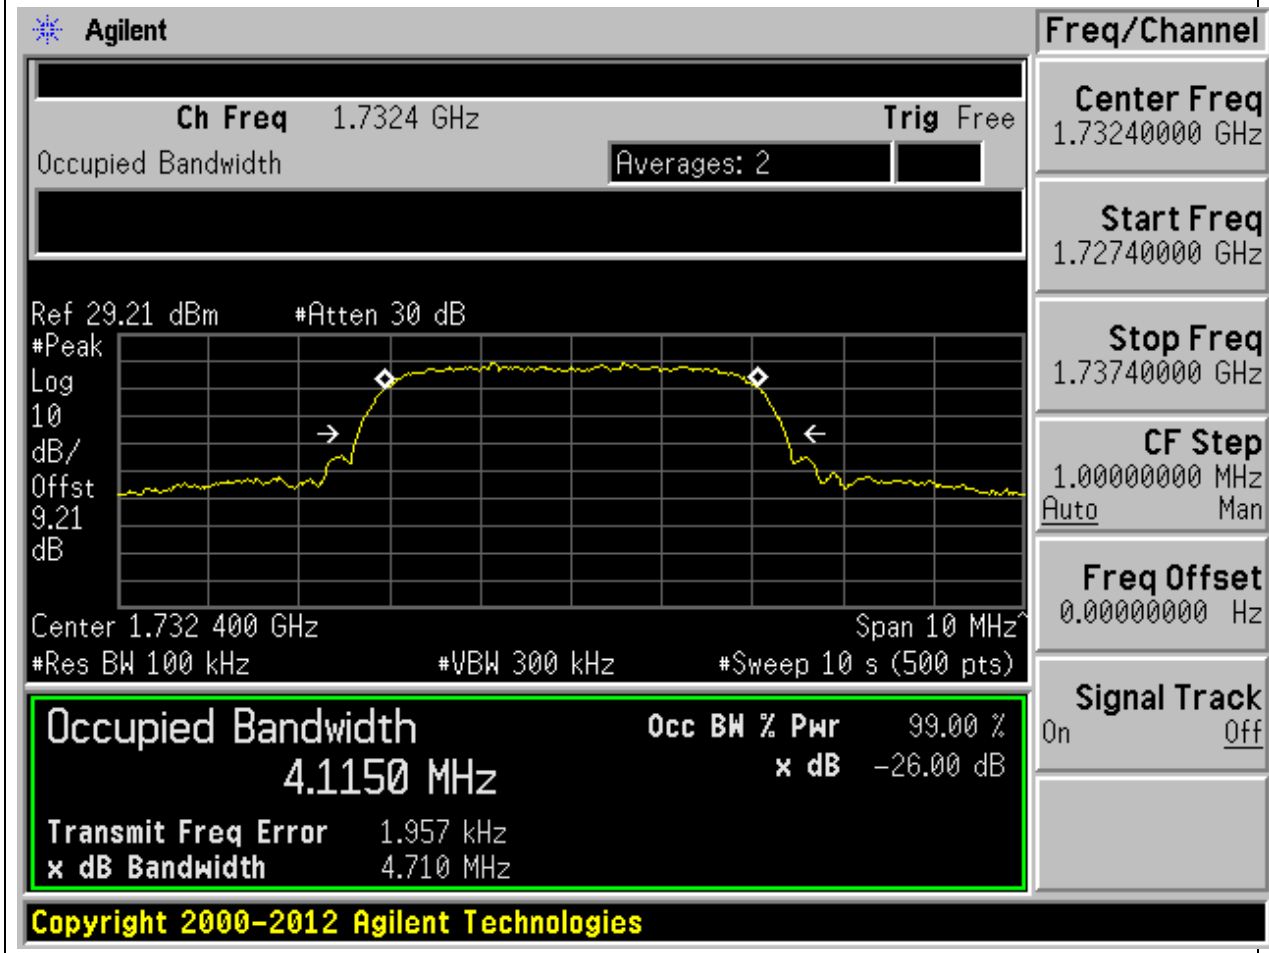 Agilent
Freq/Channel
Ch Freq 1.7324 GHz Trig Free
Occupied Bandwidth Averages: 2
Center Freq
1.73240000 GHz
Start Freq
1.72740000 GHz
Stop Freq
1.73740000 GHz
CF Step
1.00000000 MHz
Auto Man
Freq Offset
0.00000000 Hz
Signal Track
On Off
Ref 29.21 dBm #Atten 30 dB
#Peak
Log
10
dB/
Offst
9.21
dB
Center 1.732 400 GHz Span 10 MHz^
#Res BW 100 kHz #VBW 300 kHz #Sweep 10 s (500 pts)
Occupied Bandwidth Occ BW % Pwr 99.00 %
4.1150 MHz x dB -26.00 dB
Transmit Freq Error 1.957 kHz
x dB Bandwidth 4.710 MHz
Copyright 2000-2012 Agilent Technologies